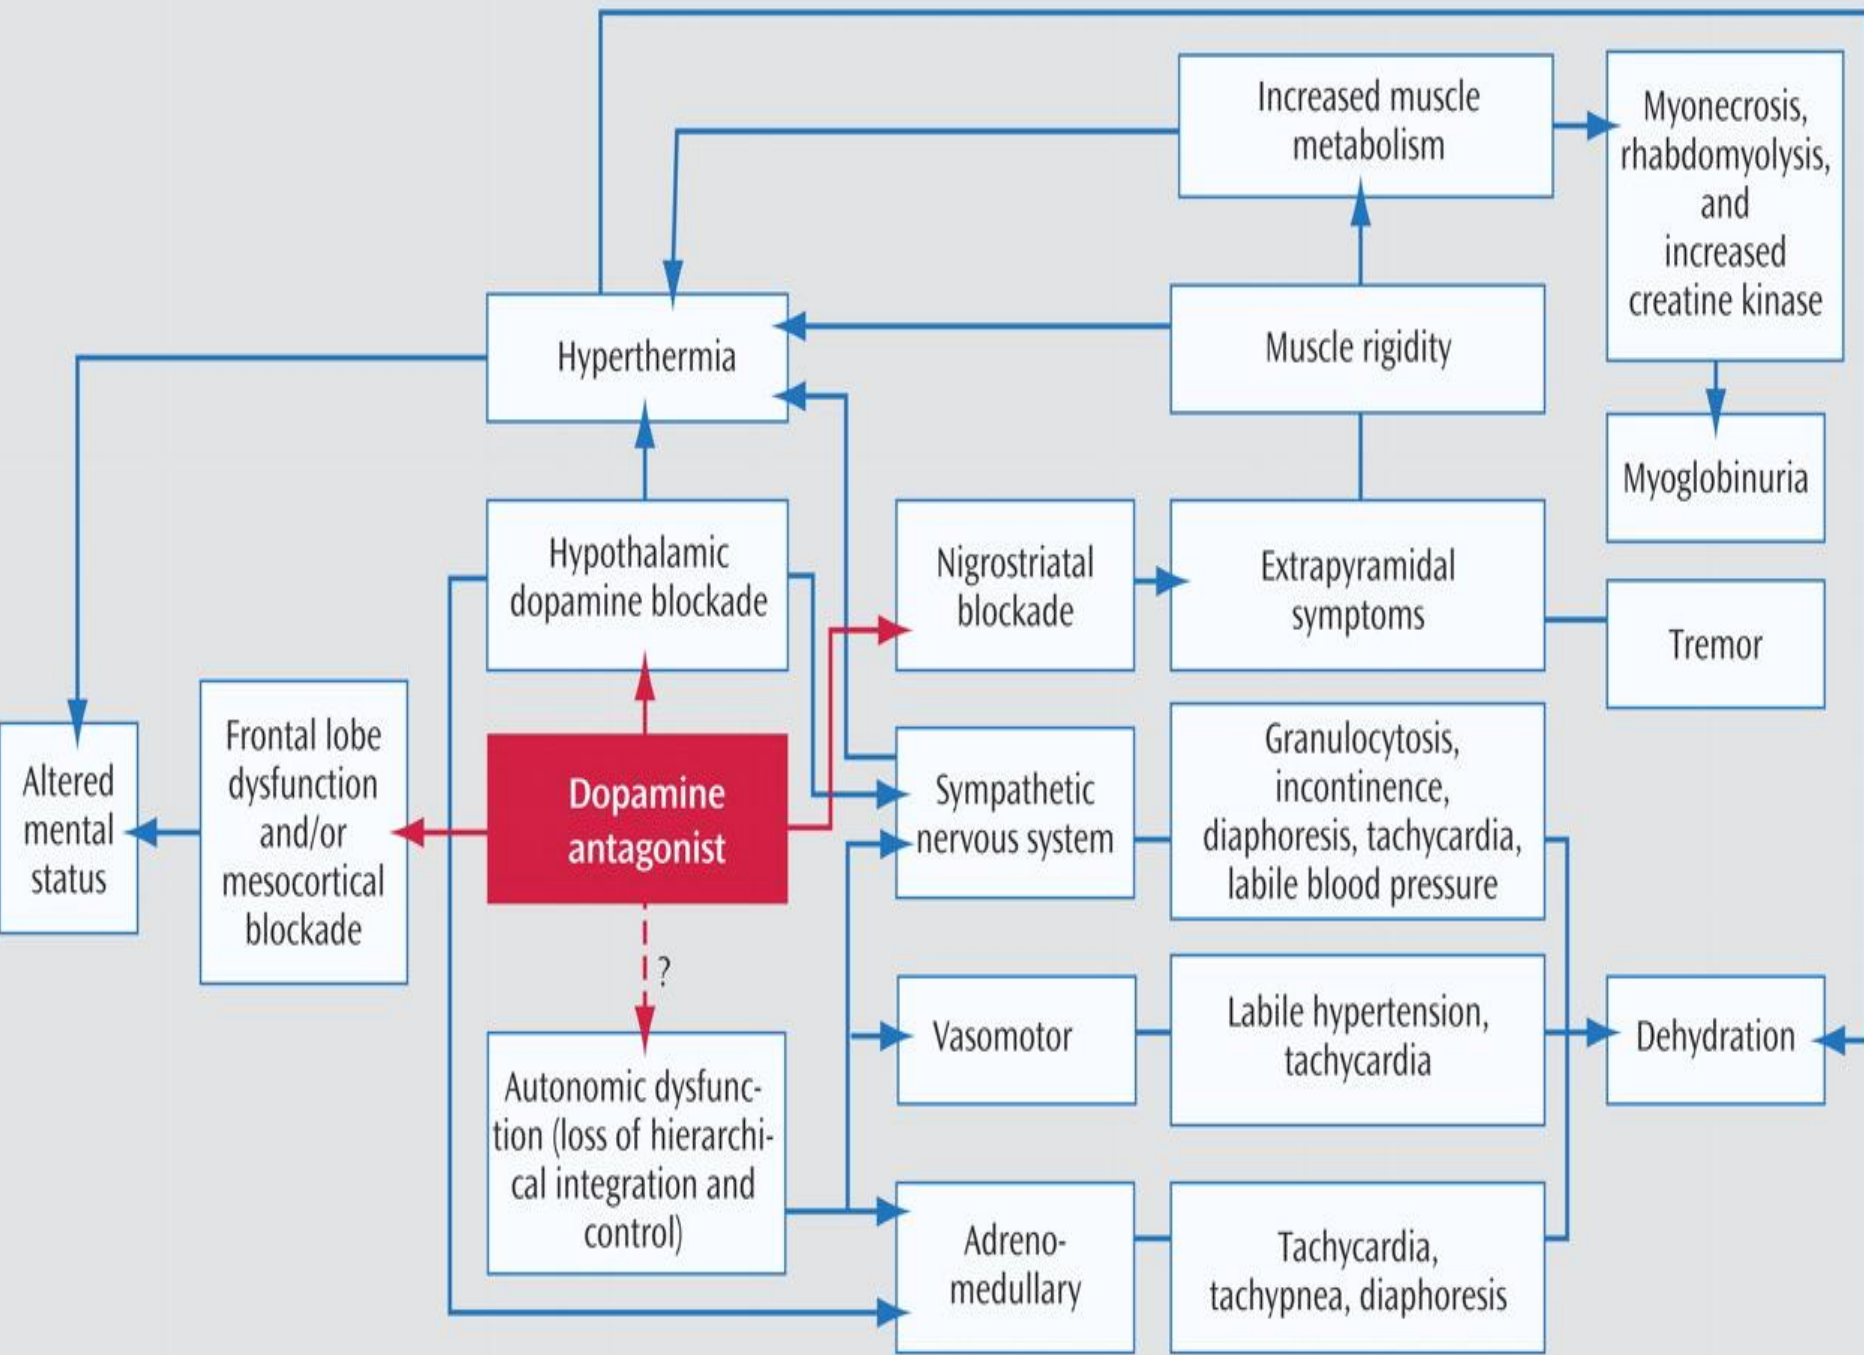 Increased muscle
metabolism
Myonecrosis,
rhabdomyolysis,
and
increased
creatine kinase
Hyperthermia
Muscle rigidity
Myoglobinuria
Hypothalamic
dopamine blockade
Nigrostriatal
blockade
Extrapyramidal
symptoms
Tremor
Altered
mental
status
Frontal lobe
dysfunction
and/or
mesocortical
blockade
Dopamine
antagonist
Sympathetic
nervous system
Granulocytosis,
incontinence,
diaphoresis, tachycardia,
labile blood pressure
?
Vasomotor
Labile hypertension,
tachycardia
Dehydration
Autonomic dysfunc-
tion (loss of hierarchi-
cal integration and
control)
Adreno-
medullary
Tachycardia,
tachypnea, diaphoresis